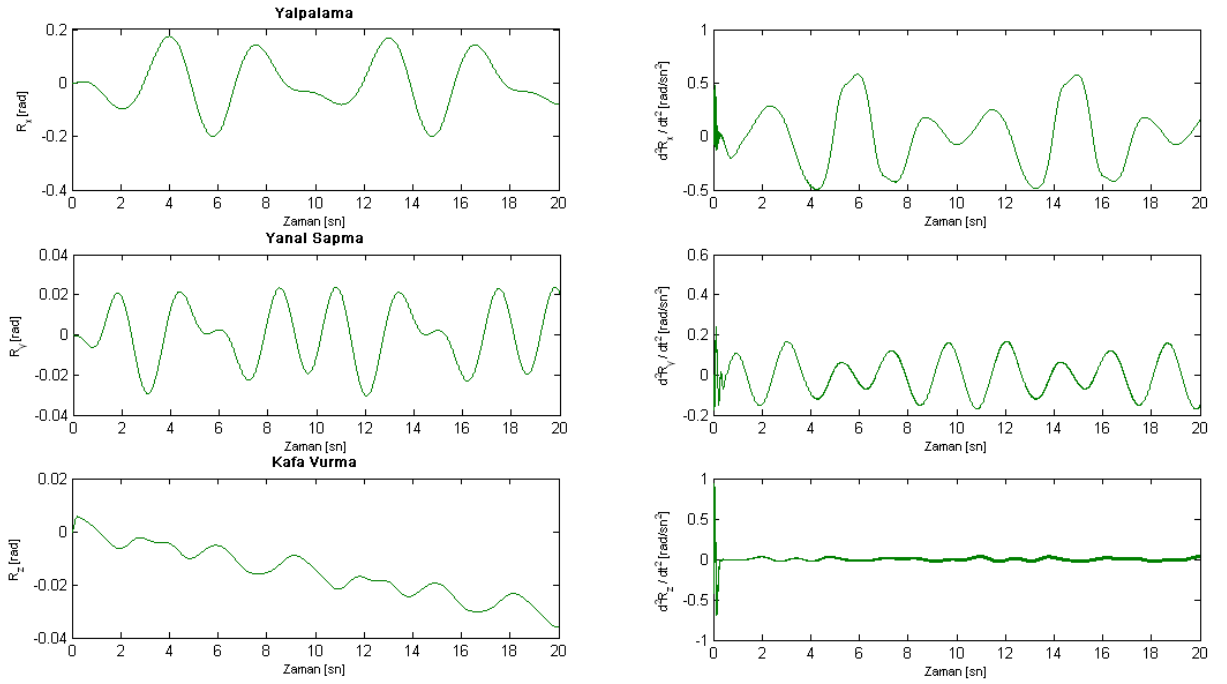 Yalpalama
0.2
0
-0.2
-0.4
Rₓ [rad]
0 2 4 6 8 10 12 14 16 18 20
Zaman [sn]
1
0.5
0
-0.5
d²Rₓ / dt² [rad/sn²]
0 2 4 6 8 10 12 14 16 18 20
Zaman [sn]
Yanal Sapma
0.04
0.02
0
-0.02
-0.04
Rᵧ [rad]
0 2 4 6 8 10 12 14 16 18 20
Zaman [sn]
0.6
0.4
0.2
0
-0.2
d²Rᵧ / dt² [rad/sn²]
0 2 4 6 8 10 12 14 16 18 20
Zaman [sn]
Kafa Vurma
0.02
0
-0.02
-0.04
R_z [rad]
0 2 4 6 8 10 12 14 16 18 20
Zaman [sn]
1
0.5
0
-0.5
-1
d²R_z / dt² [rad/sn²]
0 2 4 6 8 10 12 14 16 18 20
Zaman [sn]